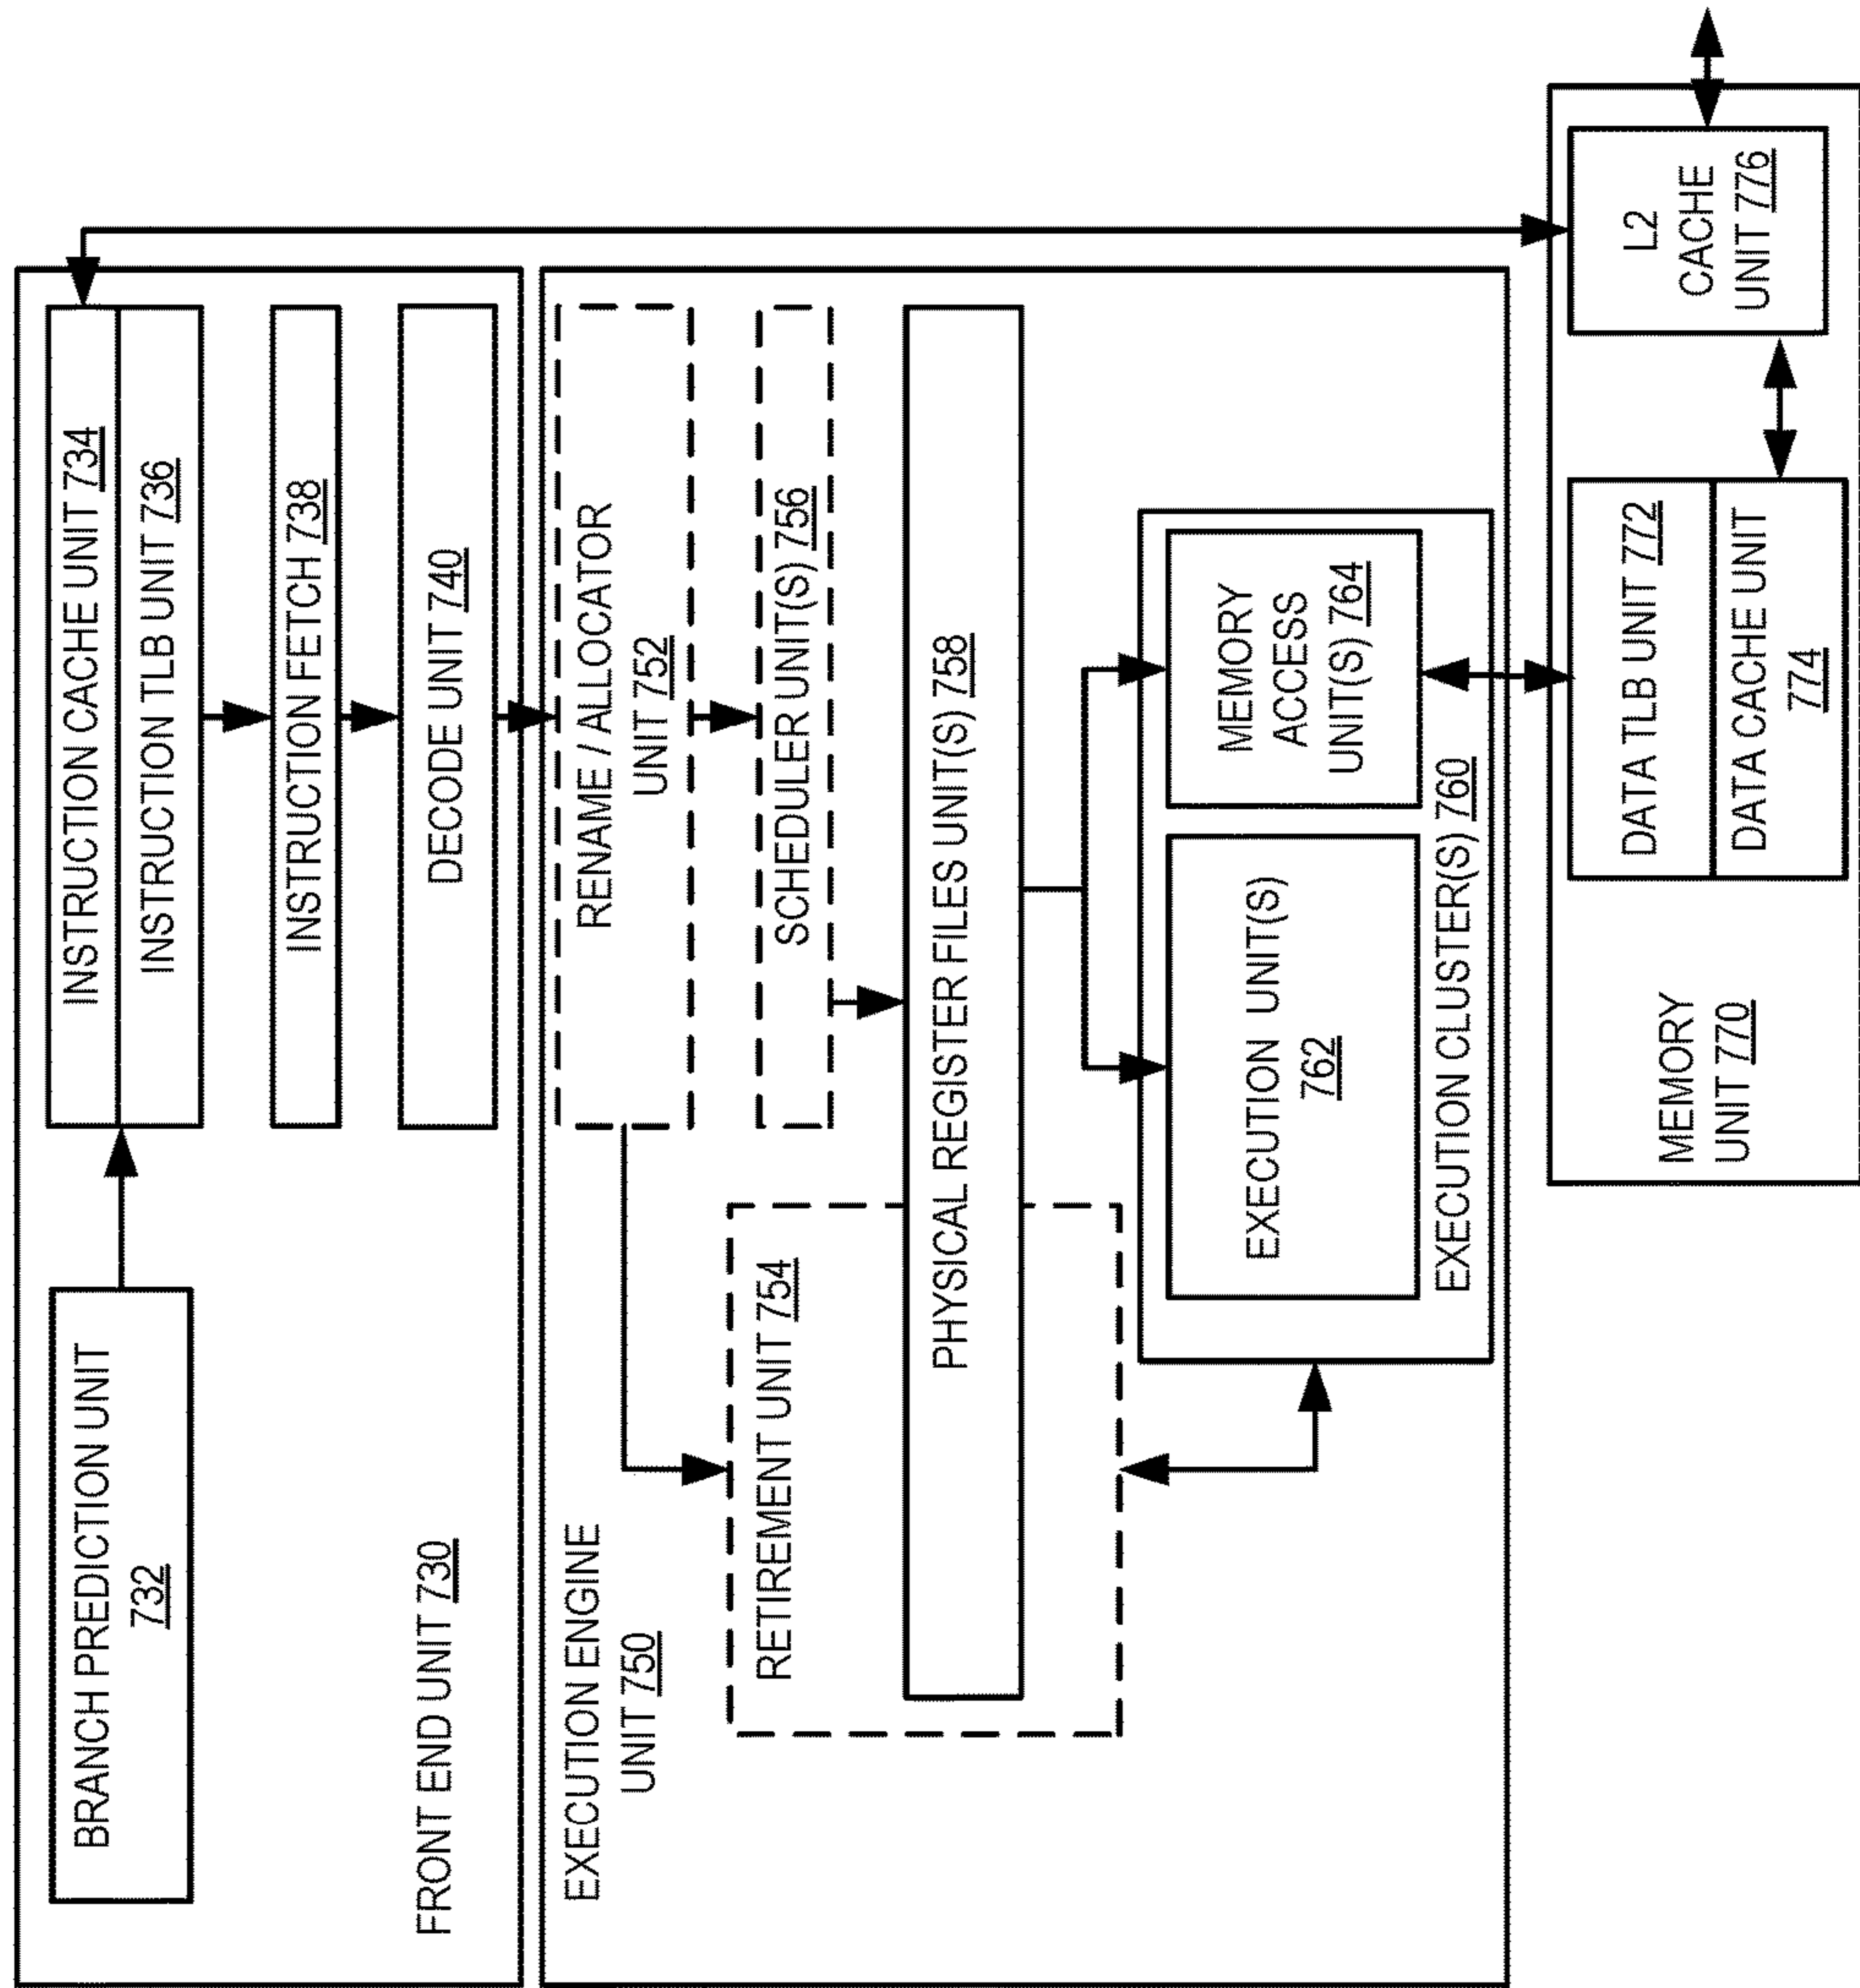 BRANCH PREDICTION UNIT
732
INSTRUCTION CACHE UNIT 734
INSTRUCTION TLB UNIT 736
INSTRUCTION FETCH 738
DECODE UNIT 740
FRONT END UNIT 730
EXECUTION ENGINE
UNIT 750
RENAME / ALLOCATOR
UNIT 752
RETIREMENT UNIT 754
SCHEDULER UNIT(S) 756
PHYSICAL REGISTER FILES UNIT(S) 758
EXECUTION UNIT(S)
762
MEMORY
ACCESS
UNIT(S) 764
EXECUTION CLUSTER(S) 760
MEMORY
UNIT 770
DATA TLB UNIT 772
DATA CACHE UNIT
774
L2
CACHE
UNIT 776